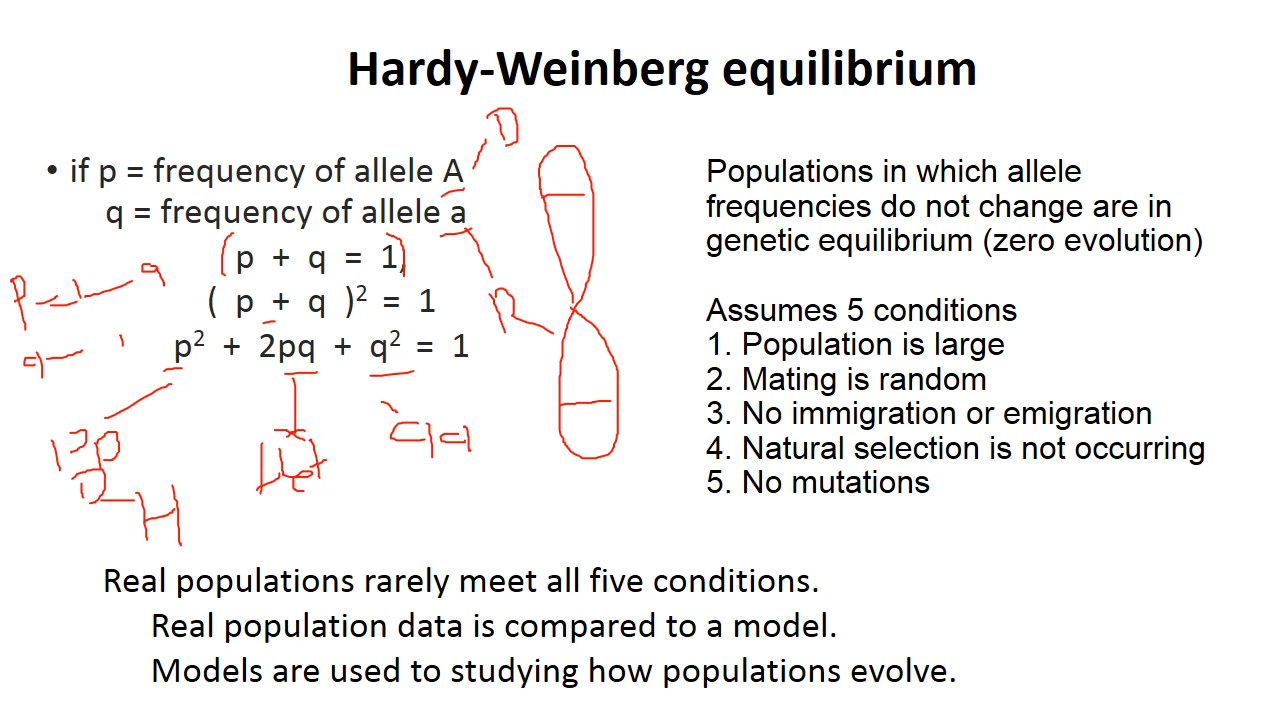 Hardy-Weinberg equilibrium
• if p = frequency of allele A
q = frequency of allele a
p + q = 1
( p + q )² = 1
p² + 2pq + q² = 1
D
R
P = 1 - q
q -
pp
D - H
Het
qq
Populations in which allele
frequencies do not change are in
genetic equilibrium (zero evolution)
Assumes 5 conditions
1. Population is large
2. Mating is random
3. No immigration or emigration
4. Natural selection is not occurring
5. No mutations
Real populations rarely meet all five conditions.
Real population data is compared to a model.
Models are used to studying how populations evolve.